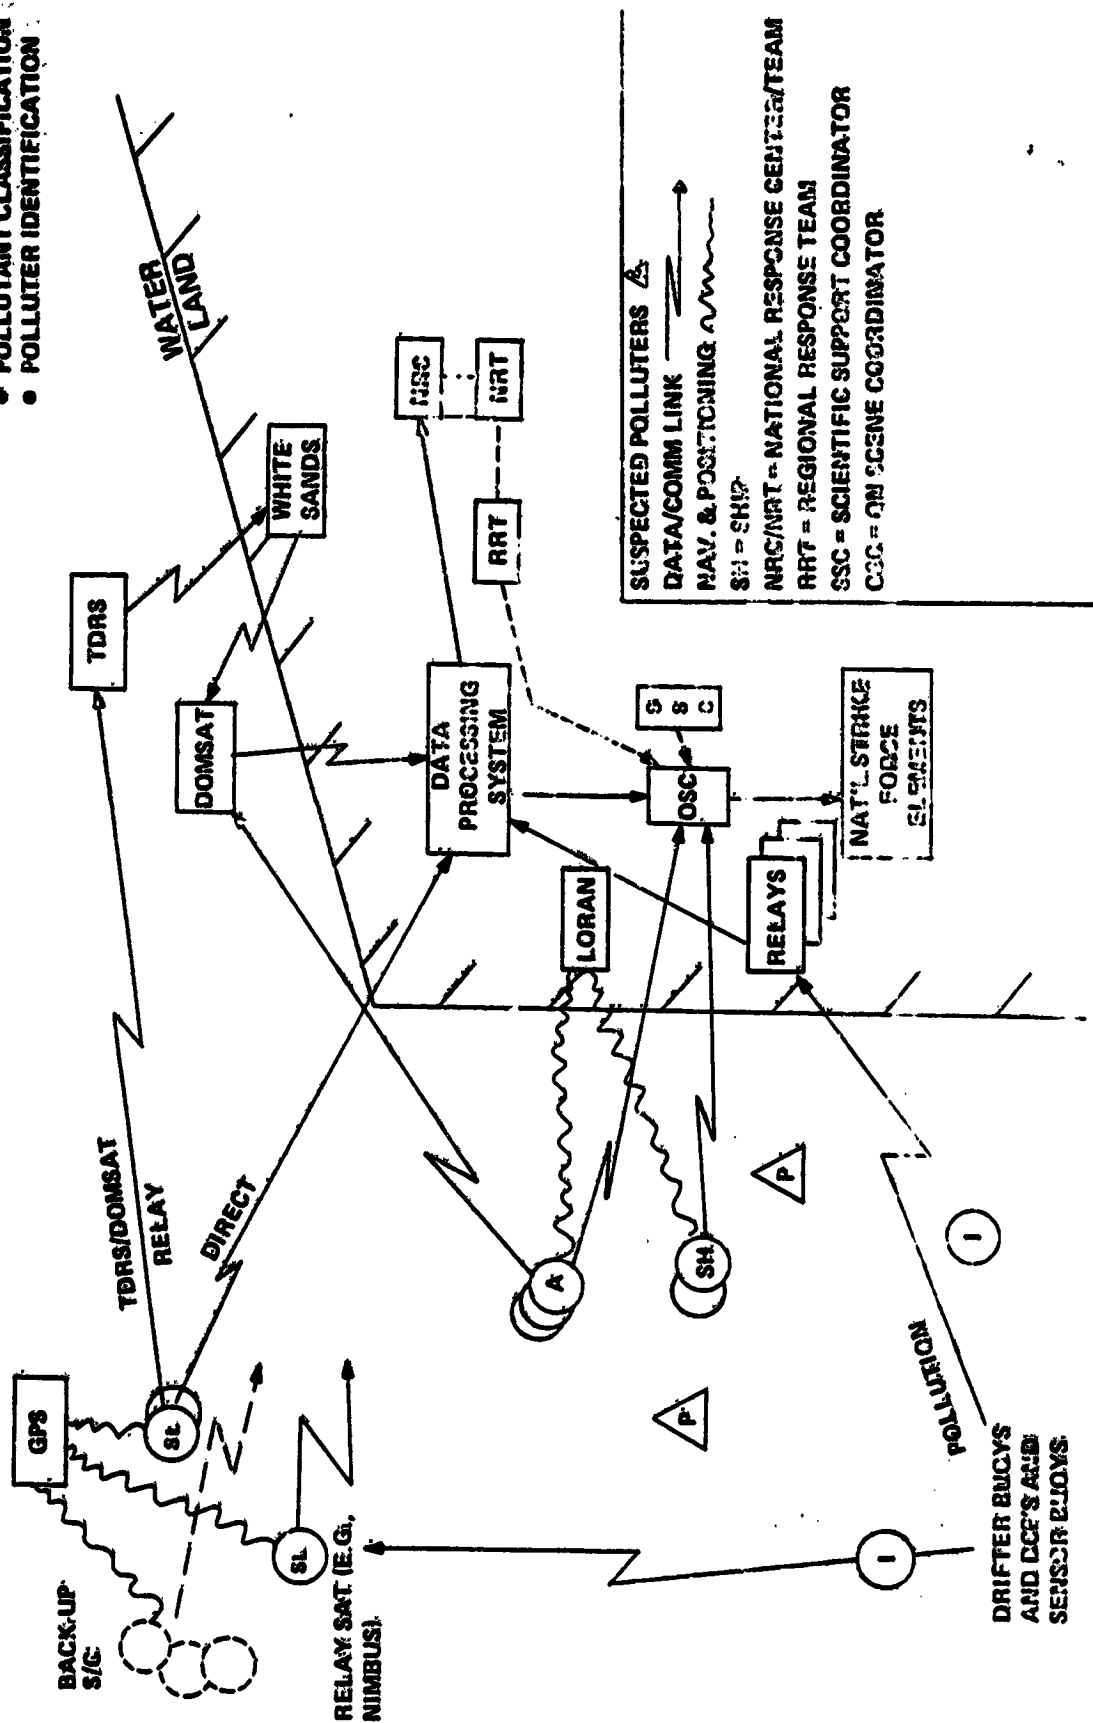 POLLUTANT CLASSIFICATION
● POLLUTER IDENTIFICATION
GPS
BACK-UP
S/C
SL
TDRS/DOMSAT
RELAY
DIRECT
TDRS
DOMSAT
WATER
LAND
WHITE
SANDS
SL
RELAY SAT (E.G.,
NIMBUS)
DATA
PROCESSING
SYSTEM
NRC
NRT
RRT
A
LORAN
SH
OSC
S
S
C
P
P
RELAYS
NAT'L STRIKE
FORCE
ELEMENTS
I
I
POLLUTION
DRIFTER BUOYS
AND DCP'S AND
SENSOR BUOYS
SUSPECTED POLLUTERS
DATA/COMM LINK
NAV. & POSITIONING
SH = SHIP
NRC/NRT = NATIONAL RESPONSE CENTER/TEAM
RRT = REGIONAL RESPONSE TEAM
SSC = SCIENTIFIC SUPPORT COORDINATOR
OSC = ON SCENE COORDINATOR